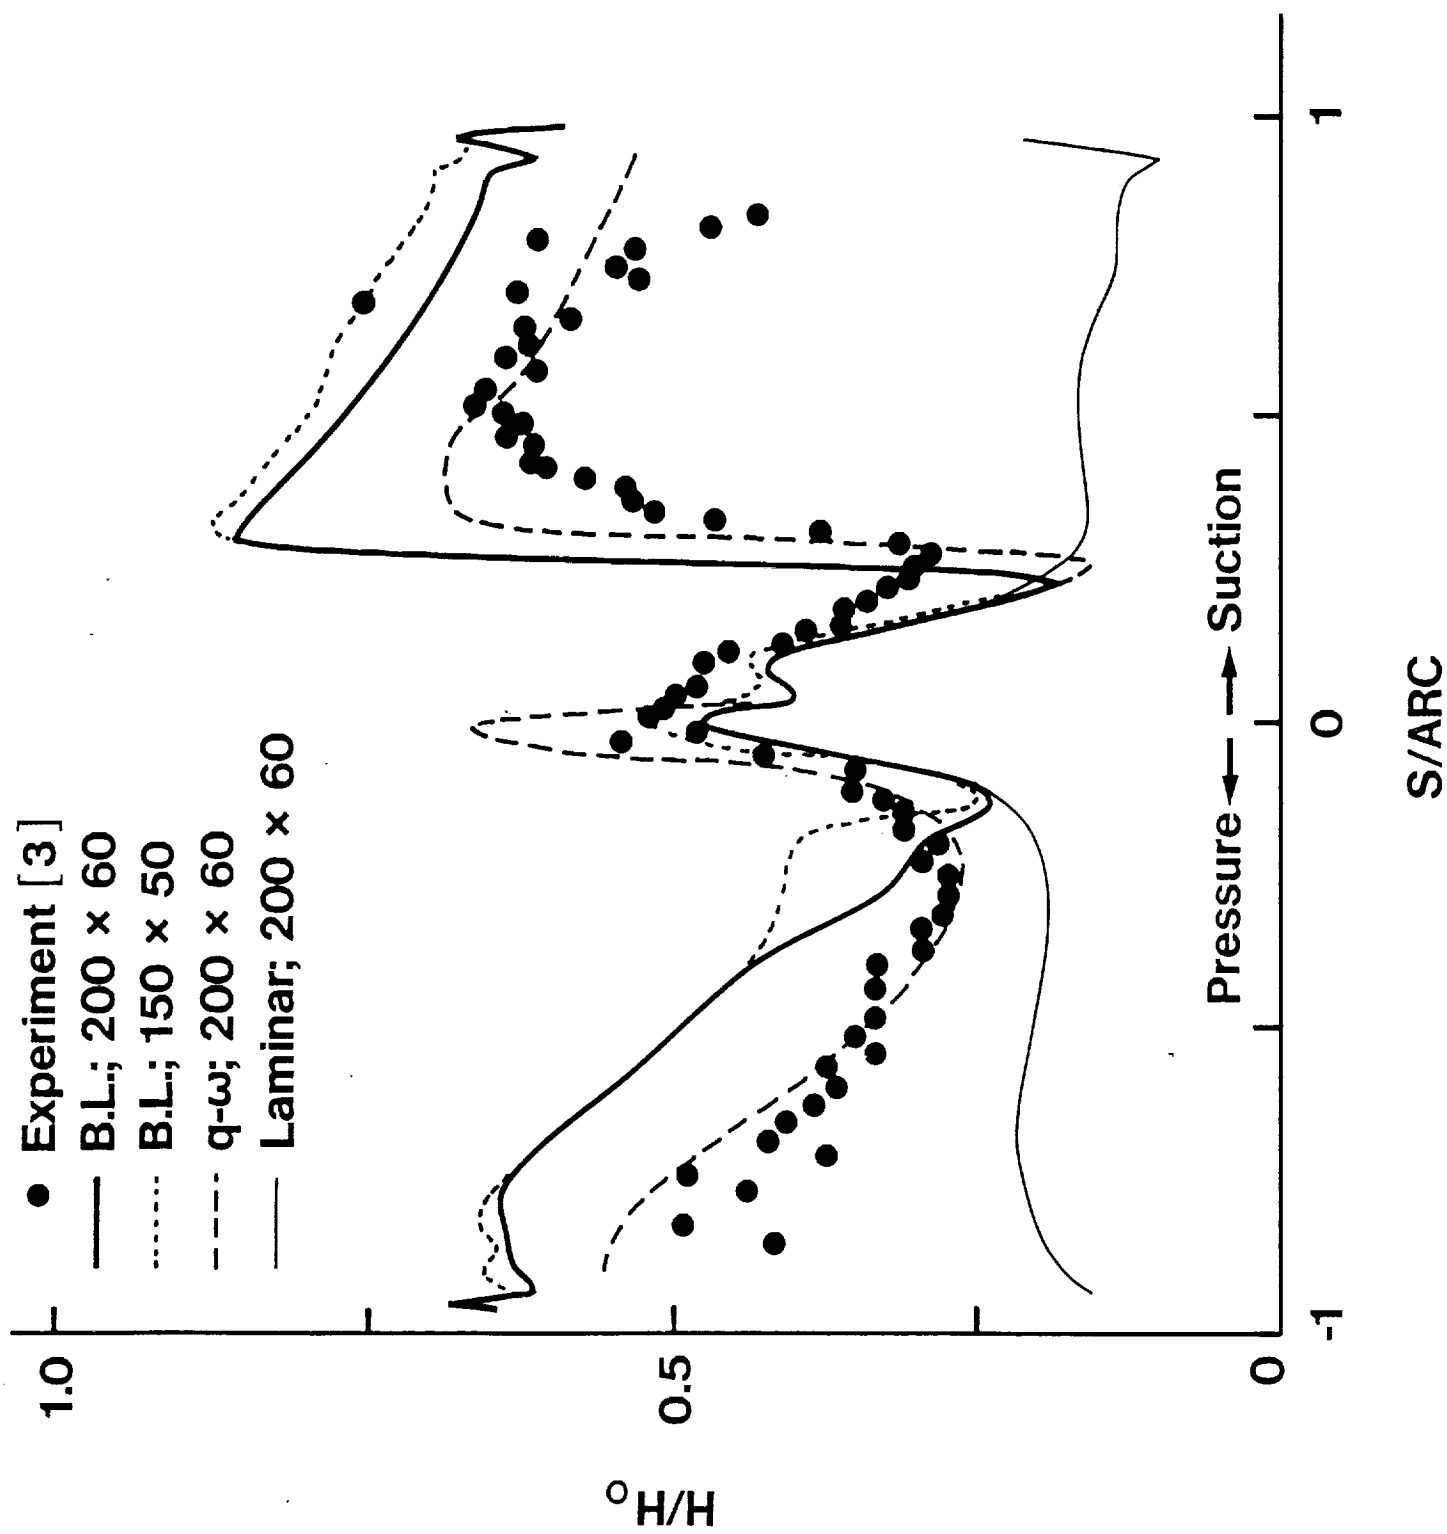 Experiment [3]
B.L.; 200 × 60
B.L.; 150 × 50
q-ω; 200 × 60
Laminar; 200 × 60
1.0
0.5
0
H/H₀
Pressure
Suction
-1
0
1
S/ARC